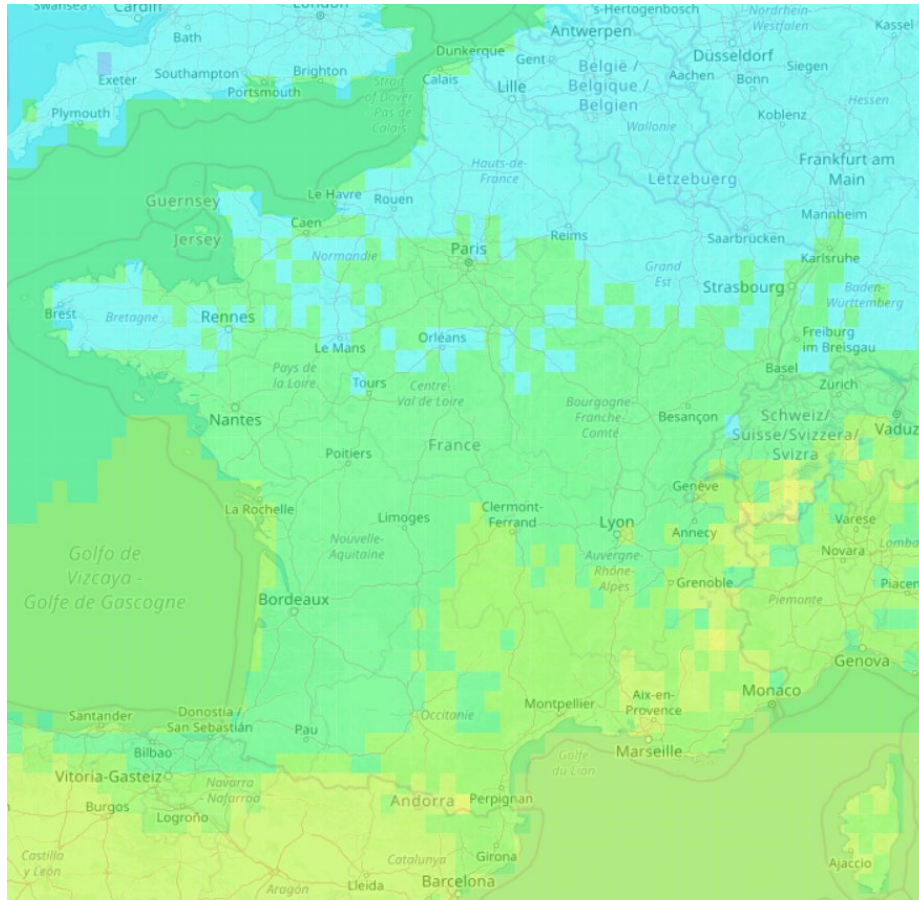 Swansea
Cardiff
London
's-Hertogenbosch
Nordrhein-
Westfalen
Kassel
Bath
Antwerpen
Dunkerque
Gent
België /
Belgique /
Belgien
Düsseldorf
Siegen
Exeter
Southampton
Brighton
Calais
Aachen
Bonn
Portsmouth
Strait
of Dover
Pas de
Calais
Lille
Hessen
Plymouth
Koblenz
Wallonie
Hauts-de-
France
Frankfurt am
Main
Lëtzebuerg
Guernsey
Le Havre
Rouen
Mannheim
Caen
Jersey
Reims
Saarbrücken
Normandie
Paris
Karlsruhe
Grand
Est
Strasbourg
Baden-
Württemberg
Brest
Bretagne
Rennes
Orléans
Freiburg
im Breisgau
Le Mans
Pays de
la Loire
Tours
Centre-
Val de Loire
Basel
Zürich
Bourgogne-
Franche-
Comté
Besançon
Nantes
Schweiz/
Suisse/Svizzera/
Svizra
Vaduz
France
Poitiers
Genève
La Rochelle
Limoges
Clermont-
Ferrand
Lyon
Annecy
Varese
Nouvelle-
Aquitaine
Auvergne-
Rhône-
Alpes
Novara
Golfo de
Vizcaya -
Golfe de Gascogne
Grenoble
Piemonte
Bordeaux
Genova
Santander
Donostia /
San Sebastián
Occitanie
Montpellier
Aix-en-
Provence
Monaco
Pau
Bilbao
Marseille
Golfe
du Lion
Vitoria-Gasteiz
Navarra
Nafarroa
Burgos
Andorra
Perpignan
Logroño
Castilla
y León
Girona
Catalunya
Ajaccio
Aragón
Lleida
Barcelona